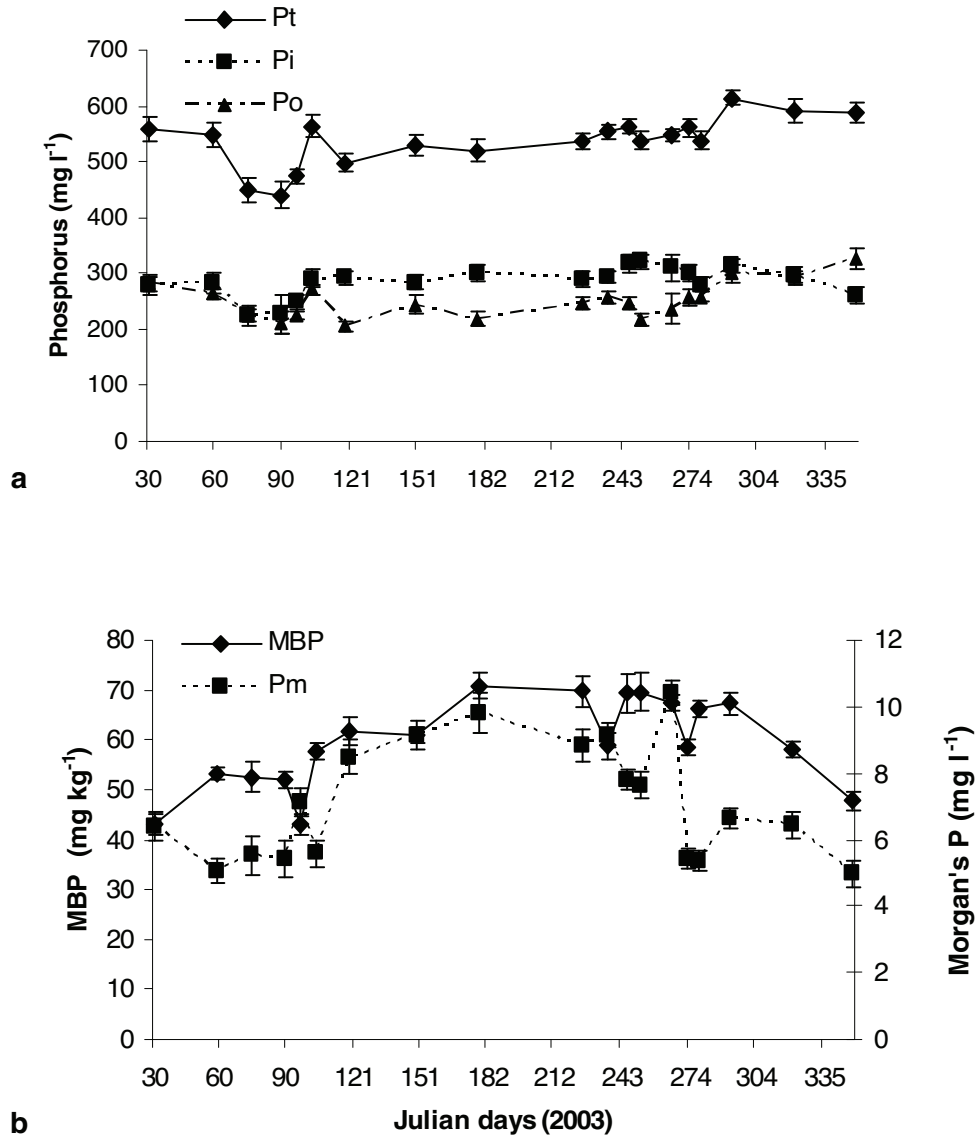 Pt
Pi
Po
700
600
500
400
300
200
100
0
Phosphorus (mg l⁻¹)
30 60 90 121 151 182 212 243 274 304 335
a
MBP
Pm
80
70
60
50
40
30
20
10
0
MBP (mg kg⁻¹)
12
10
8
6
4
2
0
Morgan's P (mg l⁻¹)
30 60 90 121 151 182 212 243 274 304 335
b
Julian days (2003)